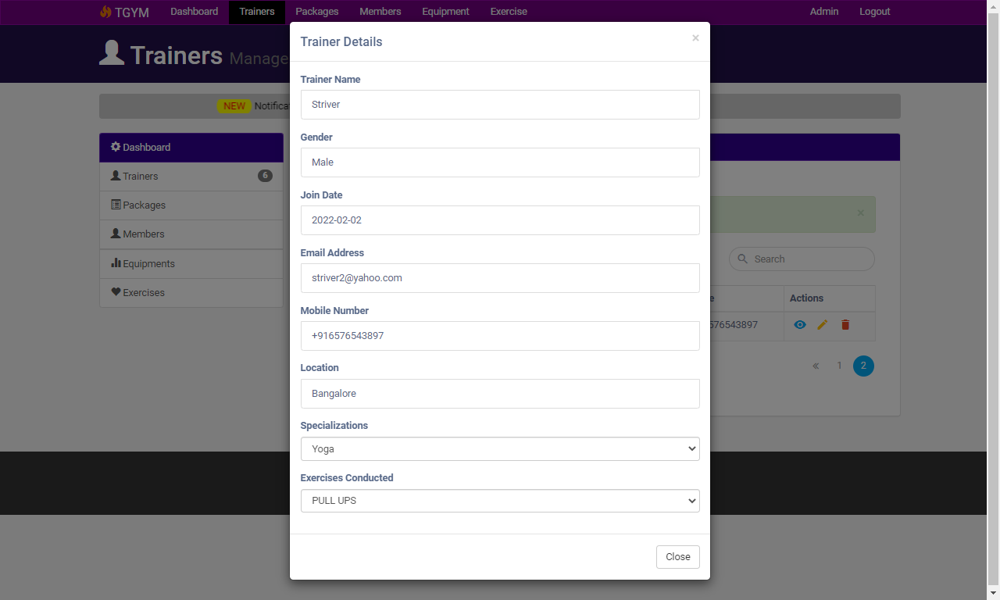 TGYM Dashboard Trainers Packages Members Equipment Exercise Admin Logout
Trainers Manage
NEW
Trainer Details ×
Trainer Name
Striver
Gender
Male
Join Date
2022-02-02
Email Address
striver2@yahoo.com
Mobile Number
+916576543897
Location
Bangalore
Specializations
Yoga
Exercises Conducted
PULL UPS
Close
Dashboard
Trainers 6
Packages
Members
Equipments
Exercises
×
Search
Actions
576543897
« 1 2